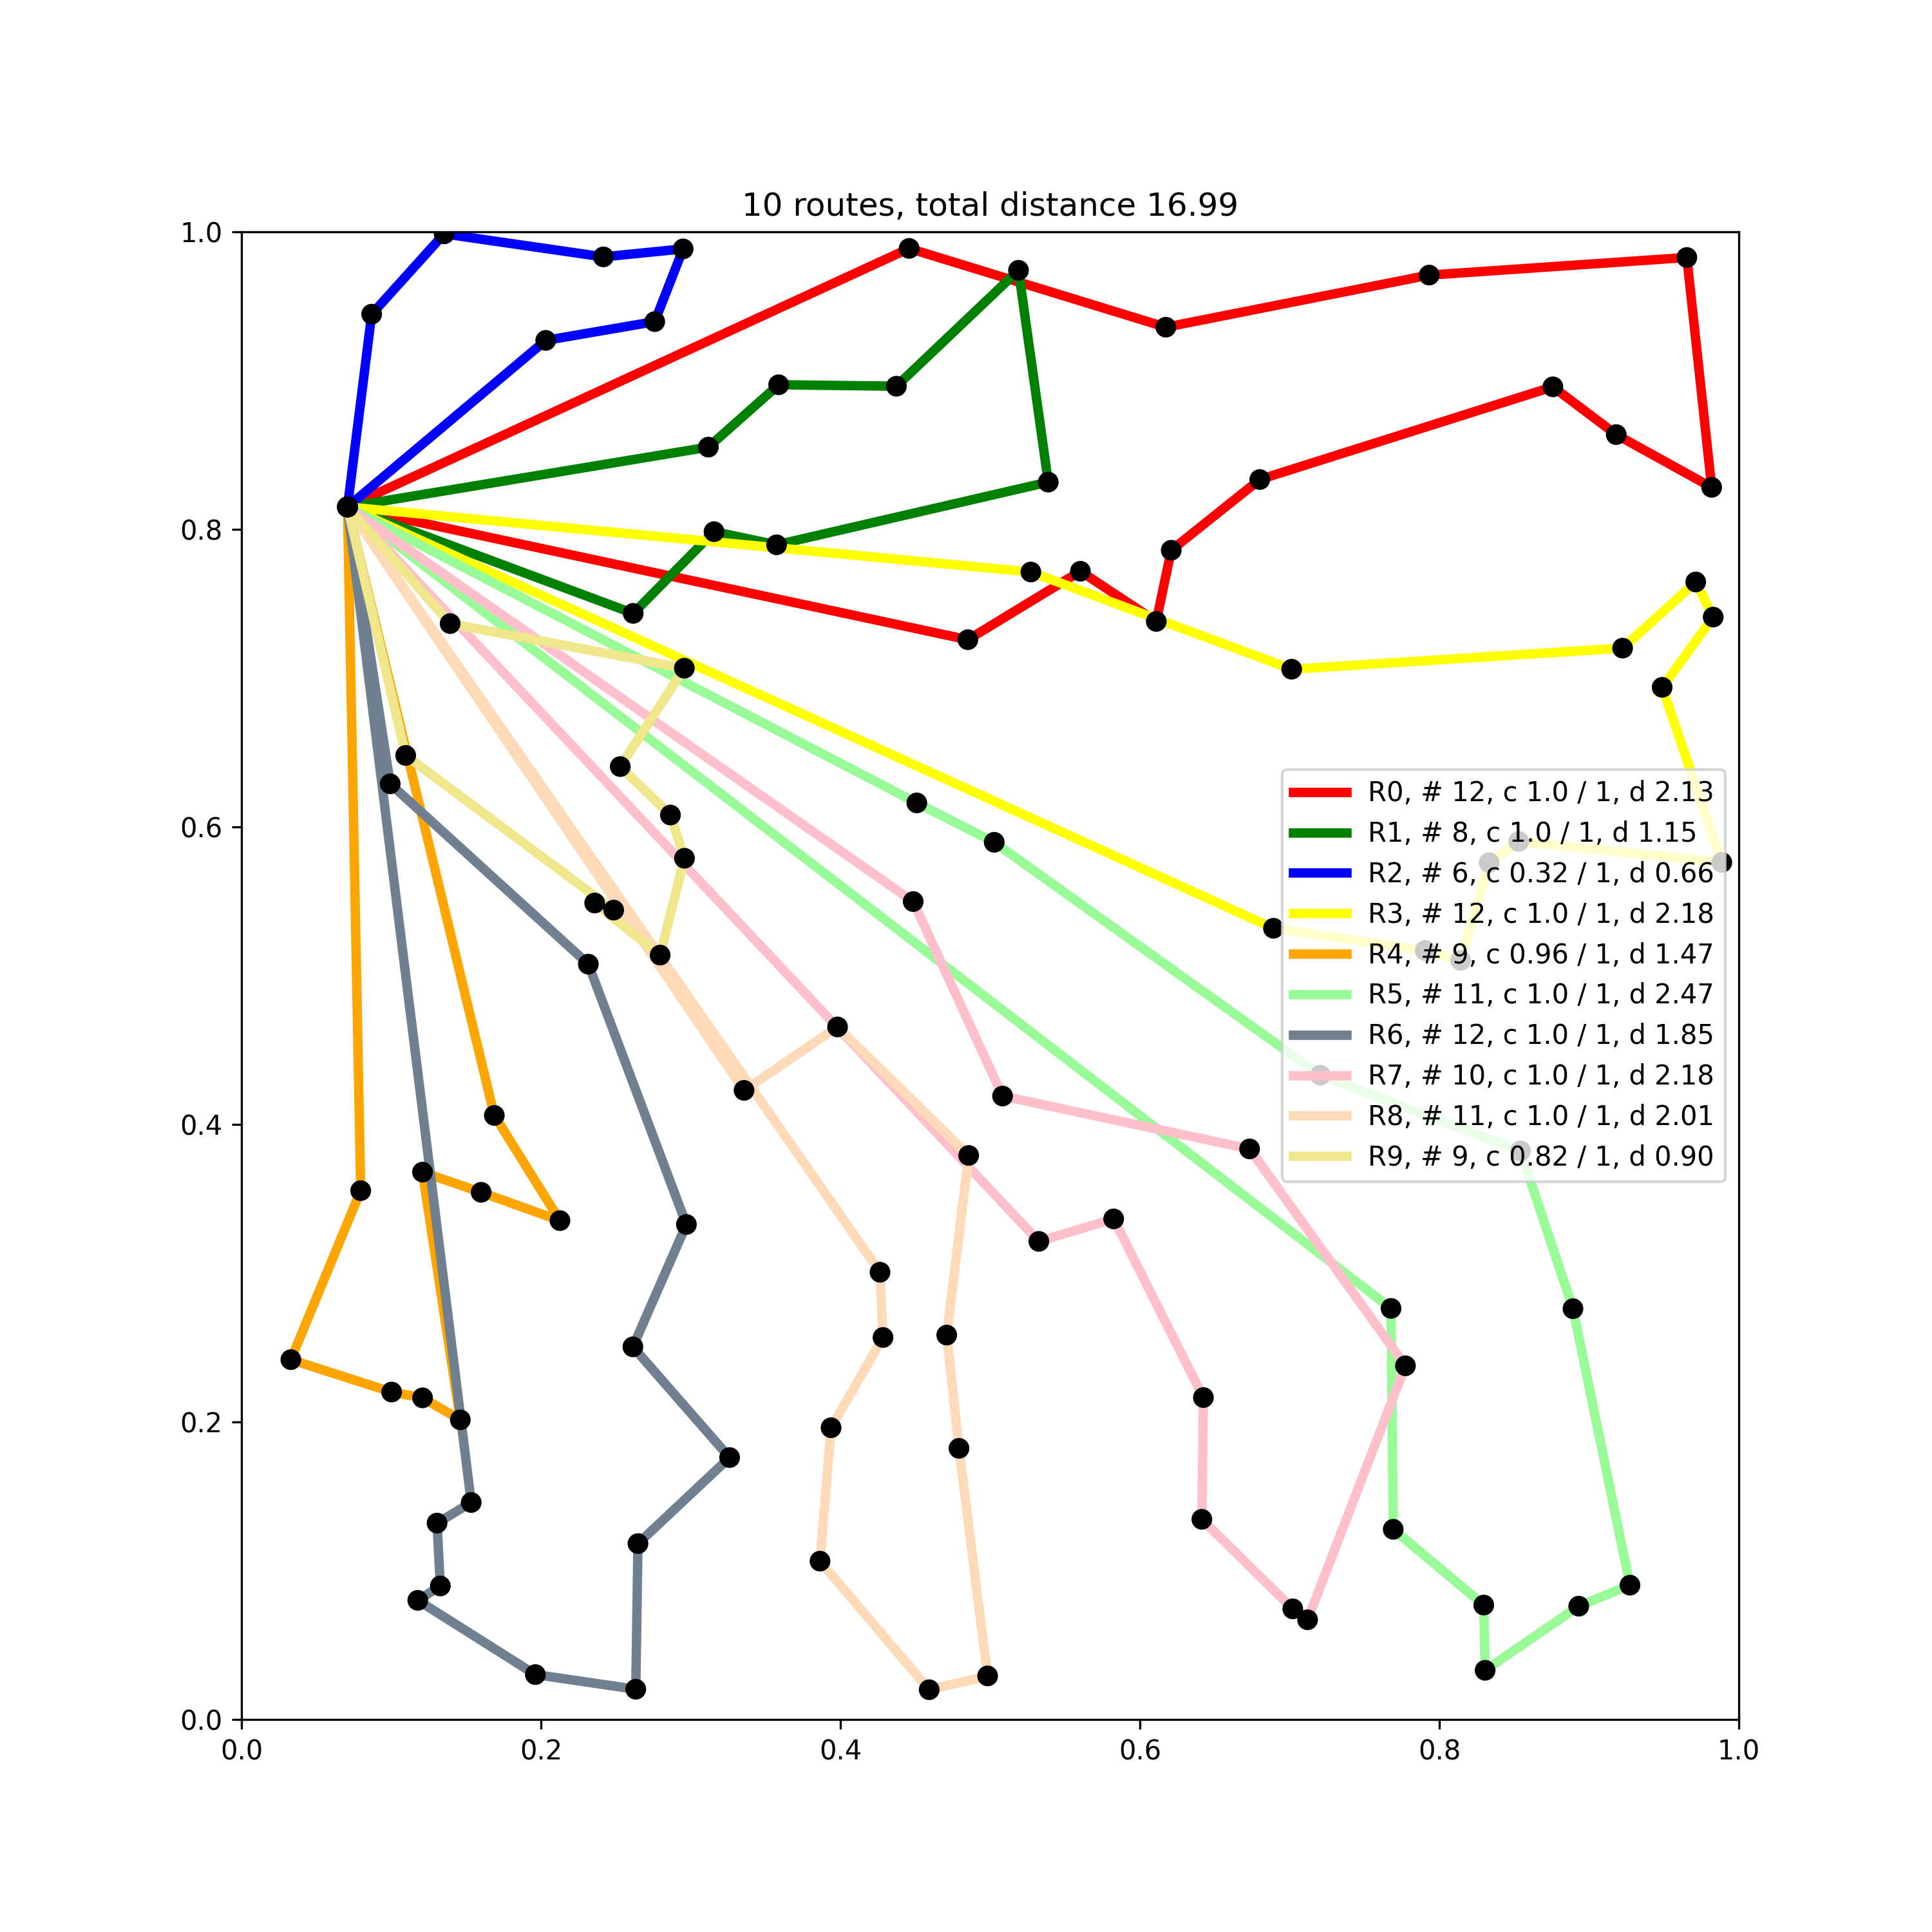 10 routes, total distance 16.99
1.0
0.8
0.6
0.4
0.2
0.0
0.0 0.2 0.4 0.6 0.8 1.0
R0, # 12, c 1.0 / 1, d 2.13
R1, # 8, c 1.0 / 1, d 1.15
R2, # 6, c 0.32 / 1, d 0.66
R3, # 12, c 1.0 / 1, d 2.18
R4, # 9, c 0.96 / 1, d 1.47
R5, # 11, c 1.0 / 1, d 2.47
R6, # 12, c 1.0 / 1, d 1.85
R7, # 10, c 1.0 / 1, d 2.18
R8, # 11, c 1.0 / 1, d 2.01
R9, # 9, c 0.82 / 1, d 0.90